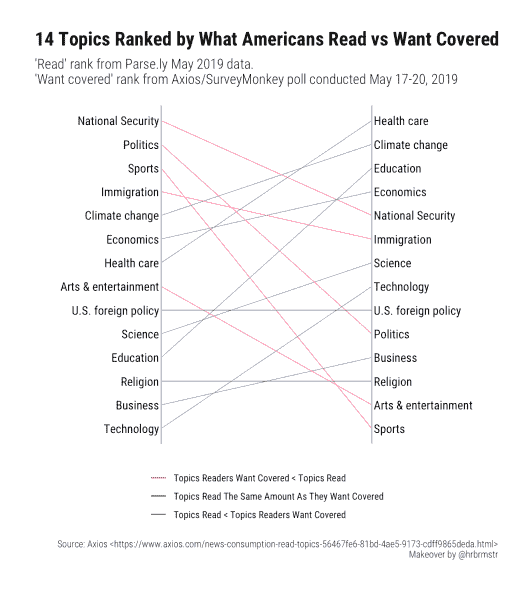 14 Topics Ranked by What Americans Read vs Want Covered
'Read' rank from Parse.ly May 2019 data.
'Want covered' rank from Axios/SurveyMonkey poll conducted May 17-20, 2019
National Security
Politics
Sports
Immigration
Climate change
Economics
Health care
Arts & entertainment
U.S. foreign policy
Science
Education
Religion
Business
Technology
Health care
Climate change
Education
Economics
National Security
Immigration
Science
Technology
U.S. foreign policy
Politics
Business
Religion
Arts & entertainment
Sports
Topics Readers Want Covered < Topics Read
Topics Read The Same Amount As They Want Covered
Topics Read < Topics Readers Want Covered
Source: Axios <https://www.axios.com/news-consumption-read-topics-56467fe6-81bd-4ae5-9173-cdff9865deda.html>
Makeover by @hrbrmstr